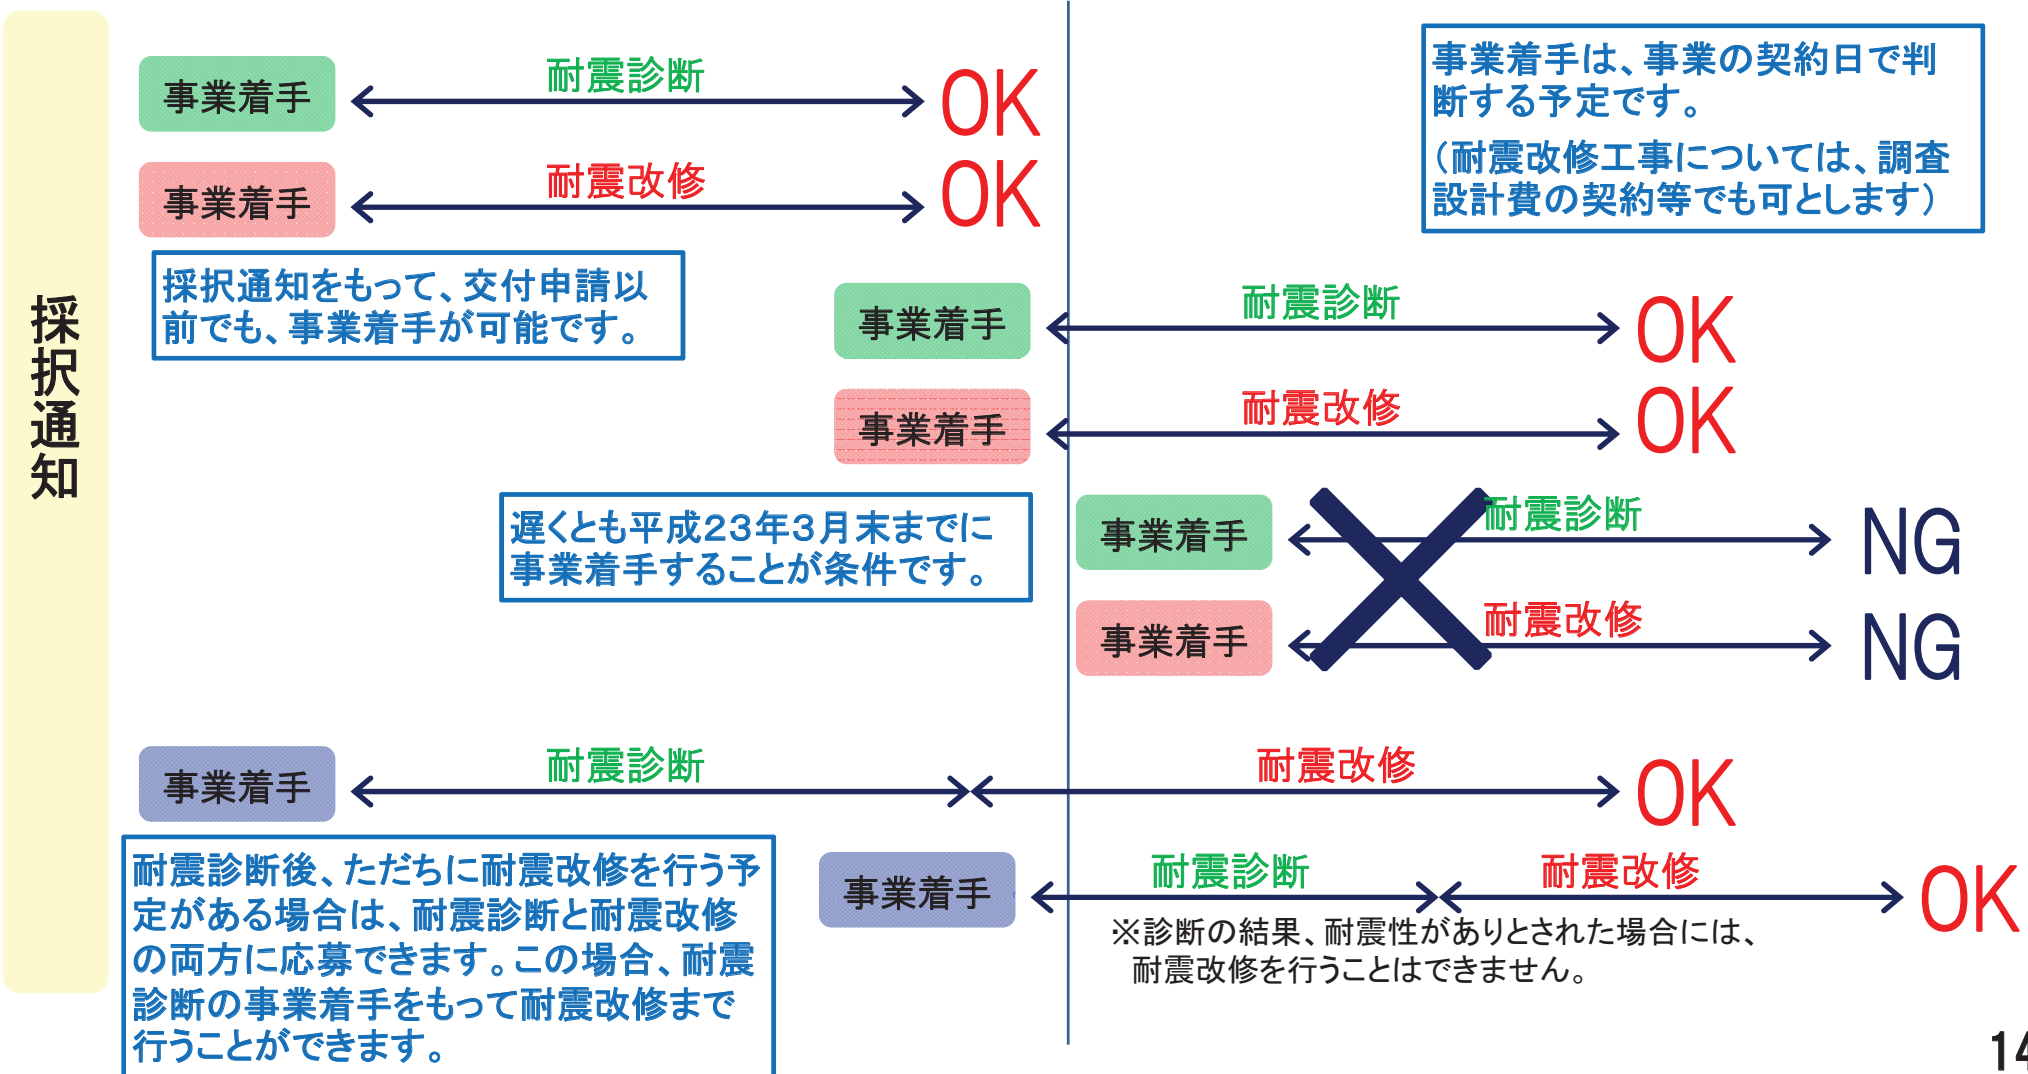 採択通知
事業着手
耐震診断
OK
事業着手
耐震改修
OK
事業着手は、事業の契約日で判
断する予定です。
（耐震改修工事については、調査
設計費の契約等でも可とします）
採択通知をもって、交付申請以
前でも、事業着手が可能です。
事業着手
耐震診断
OK
事業着手
耐震改修
OK
遅くとも平成２３年３月末までに
事業着手することが条件です。
事業着手
耐震診断
NG
事業着手
耐震改修
NG
事業着手
耐震診断
耐震改修
OK
耐震診断後、ただちに耐震改修を行う予
定がある場合は、耐震診断と耐震改修
の両方に応募できます。この場合、耐震
診断の事業着手をもって耐震改修まで
行うことができます。
事業着手
耐震診断
耐震改修
OK
※診断の結果、耐震性がありとされた場合には、
耐震改修を行うことはできません。
14